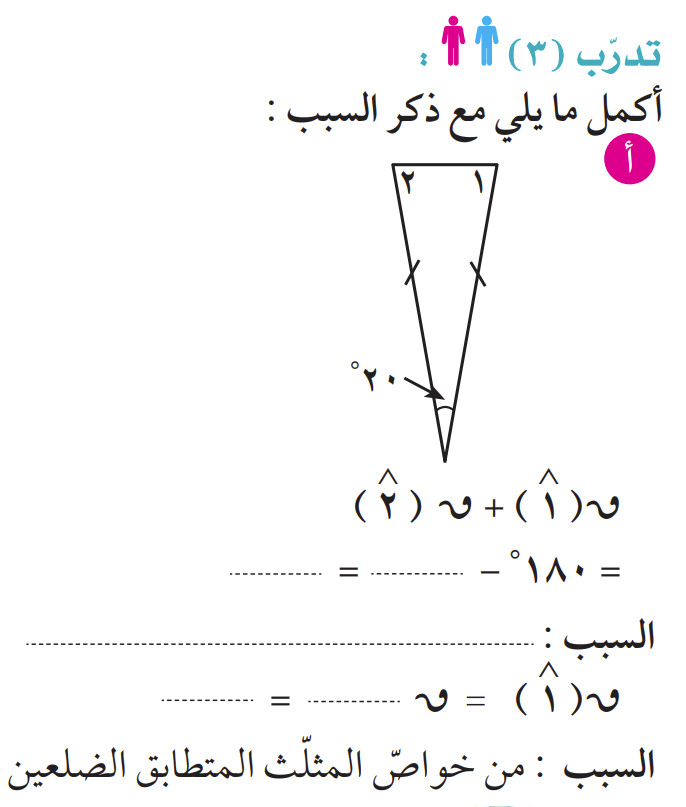 تدرّب (٣) :
أكمل ما يلي مع ذكر السبب :
أ
٢ ١
٢٠°
ق(١̂) + ق(٢̂)
= ١٨٠° − ............ = ............
السبب : ............
ق(١̂) = ق ............ = ............
السبب : من خواصّ المثلّث المتطابق الضلعين